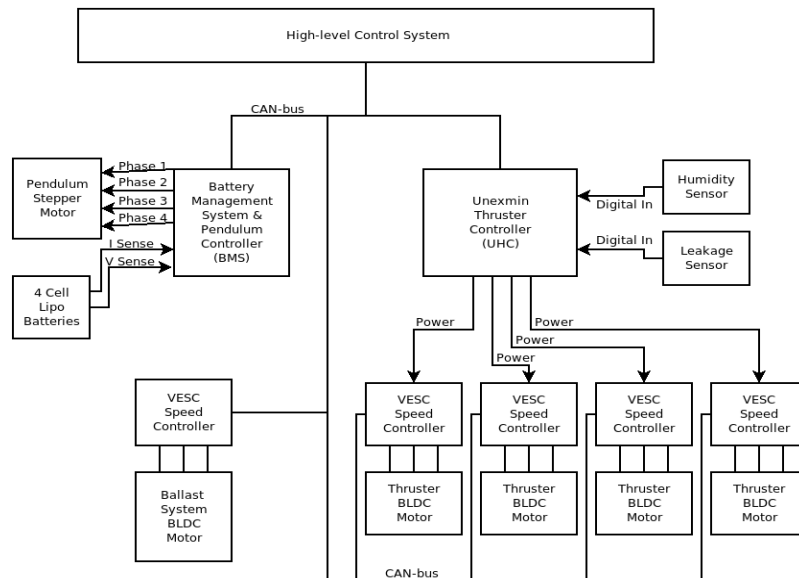 High-level Control System
CAN-bus
Pendulum
Stepper
Motor
Phase 1
Phase 2
Phase 3
Phase 4
Battery
Management
System &
Pendulum
Controller
(BMS)
Unexmin
Thruster
Controller
(UHC)
Digital In
Humidity
Sensor
Digital In
Leakage
Sensor
I Sense
V Sense
4 Cell
Lipo
Batteries
Power
Power
Power
Power
VESC
Speed
Controller
VESC
Speed
Controller
VESC
Speed
Controller
VESC
Speed
Controller
VESC
Speed
Controller
Ballast
System
BLDC
Motor
Thruster
BLDC
Motor
Thruster
BLDC
Motor
Thruster
BLDC
Motor
Thruster
BLDC
Motor
CAN-bus